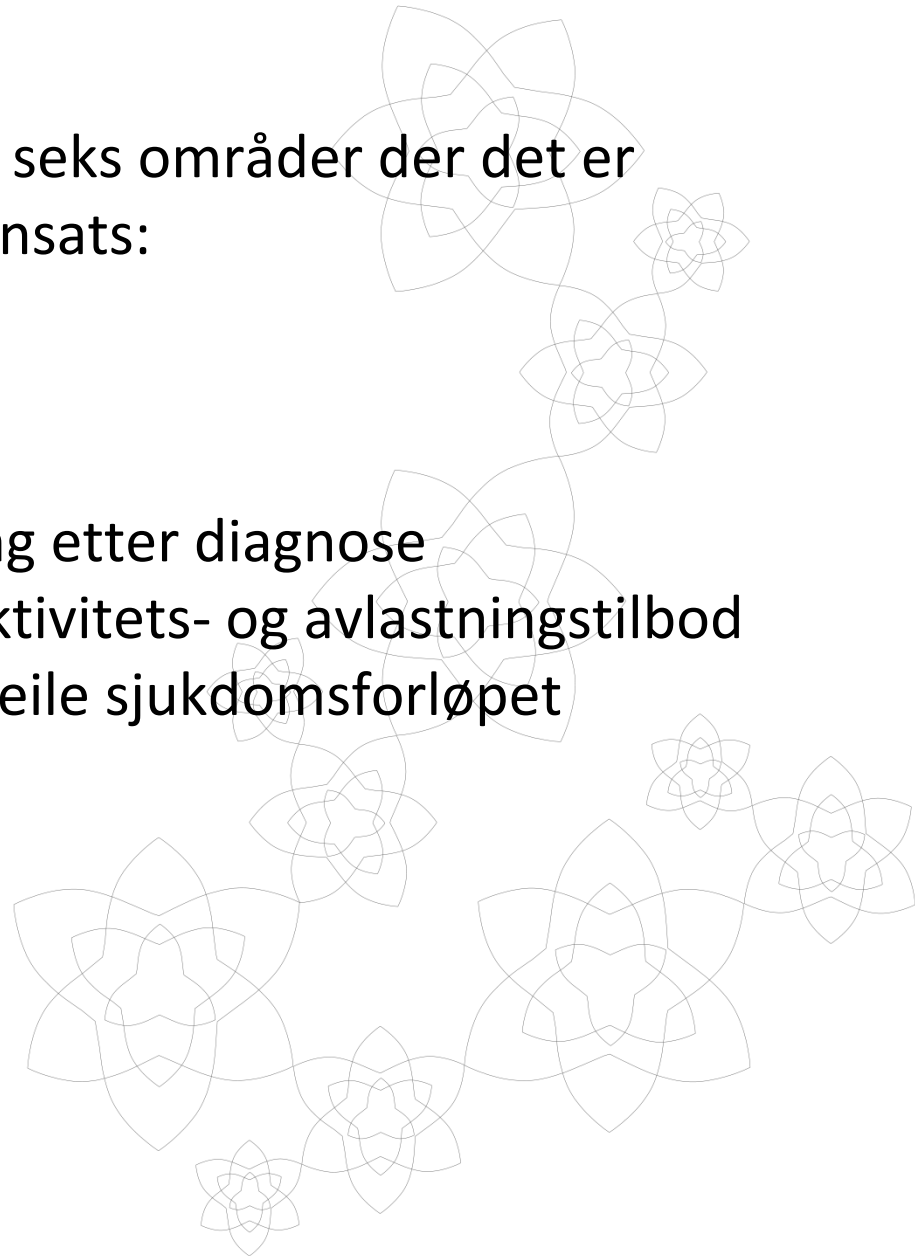 seks områder der det er
nsats:
g etter diagnose
ktivitets- og avlastningstilbod
eile sjukdomsforløpet